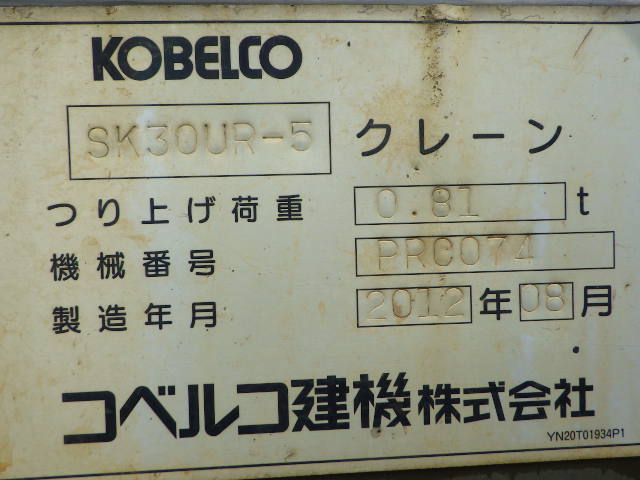 KOBELCO
SK30UR-5 クレーン
つり上げ荷重 0.81 t
機械番号 PRC074
製造年月 2012 年 08 月
コベルコ建機株式会社
YN20T01934P1